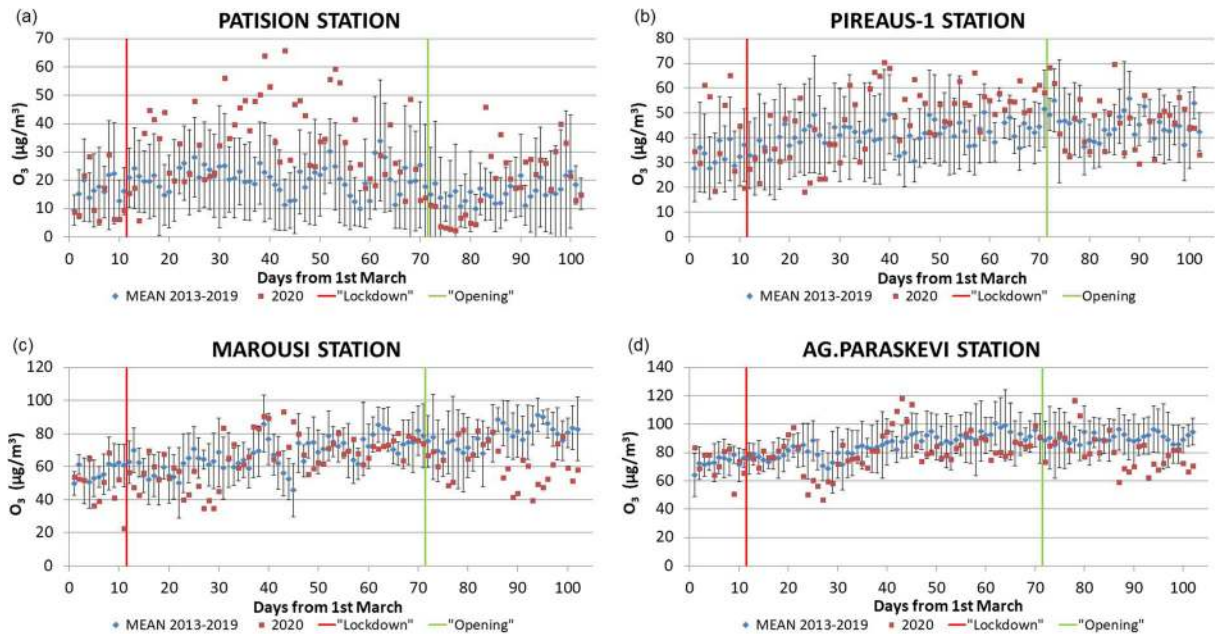 (a) PATISION STATION
70
60
50
40
30
20
10
0
O₃ (µg/m³)
0 10 20 30 40 50 60 70 80 90 100
Days from 1st March
MEAN 2013-2019 2020 "Lockdown" "Opening"
(b) PIREAUS-1 STATION
80
70
60
50
40
30
20
10
0
O₃ (µg/m³)
0 10 20 30 40 50 60 70 80 90 100
Days from 1st March
MEAN 2013-2019 2020 "Lockdown" Opening
(c) MAROUSI STATION
120
100
80
60
40
20
0
O₃ (µg/m³)
0 10 20 30 40 50 60 70 80 90 100
Days from 1st March
MEAN 2013-2019 2020 "Lockdown" "Opening"
(d) AG.PARASKEVI STATION
140
120
100
80
60
40
20
0
O₃ (µg/m³)
0 10 20 30 40 50 60 70 80 90 100
Days from 1st March
MEAN 2013-2019 2020 "Lockdown" "Opening"